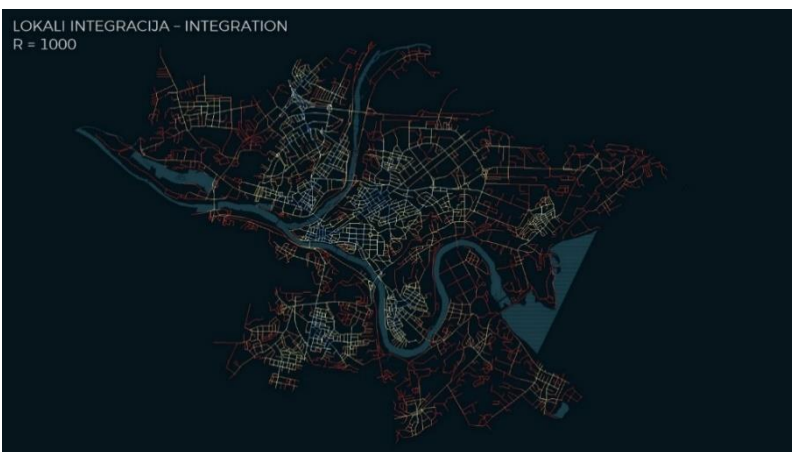 LOKALI INTEGRACIJA – INTEGRATION
R = 1000